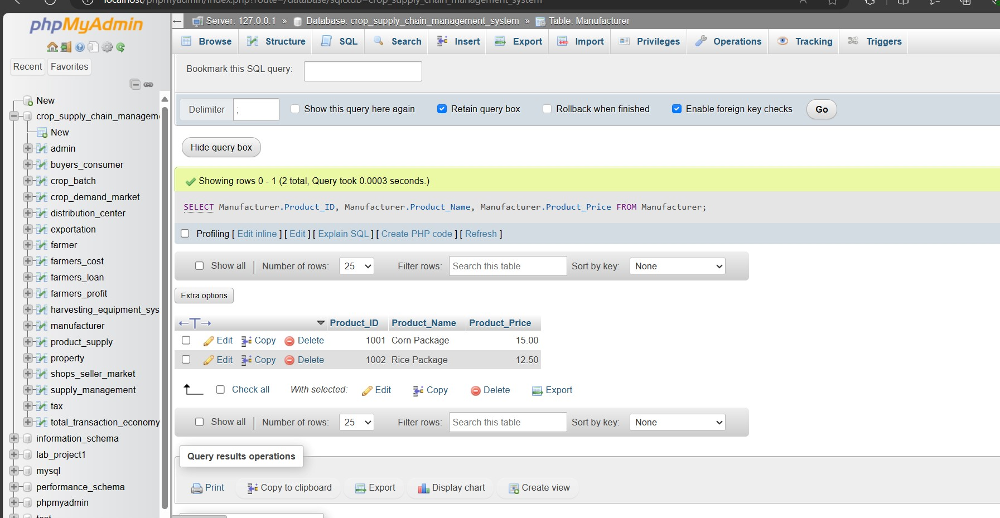 localhost/phpmyadmin/index.php?route=/database/sql&db=crop_supply_chain_management_system
phpMyAdmin
Recent
Favorites
New
crop_supply_chain_managem
New
admin
buyers_consumer
crop_batch
crop_demand_market
distribution_center
exportation
farmer
farmers_cost
farmers_loan
farmers_profit
harvesting_equipment_sys
manufacturer
product_supply
property
shops_seller_market
supply_management
tax
total_transaction_economy
information_schema
lab_project1
mysql
performance_schema
phpmyadmin
test
Server: 127.0.0.1 » Database: crop_supply_chain_management_system » Table: Manufacturer
Browse Structure SQL Search Insert Export Import Privileges Operations Tracking Triggers
Bookmark this SQL query:
Delimiter ; Show this query here again Retain query box Rollback when finished Enable foreign key checks Go
Hide query box
Showing rows 0 - 1 (2 total, Query took 0.0003 seconds.)
SELECT Manufacturer.Product_ID, Manufacturer.Product_Name, Manufacturer.Product_Price FROM Manufacturer;
Profiling [ Edit inline ] [ Edit ] [ Explain SQL ] [ Create PHP code ] [ Refresh ]
Show all Number of rows: 25 Filter rows: Search this table Sort by key: None
Extra options
←T→ Product_ID Product_Name Product_Price
Edit Copy Delete 1001 Corn Package 15.00
Edit Copy Delete 1002 Rice Package 12.50
Check all With selected: Edit Copy Delete Export
Show all Number of rows: 25 Filter rows: Search this table Sort by key: None
Query results operations
Print Copy to clipboard Export Display chart Create view